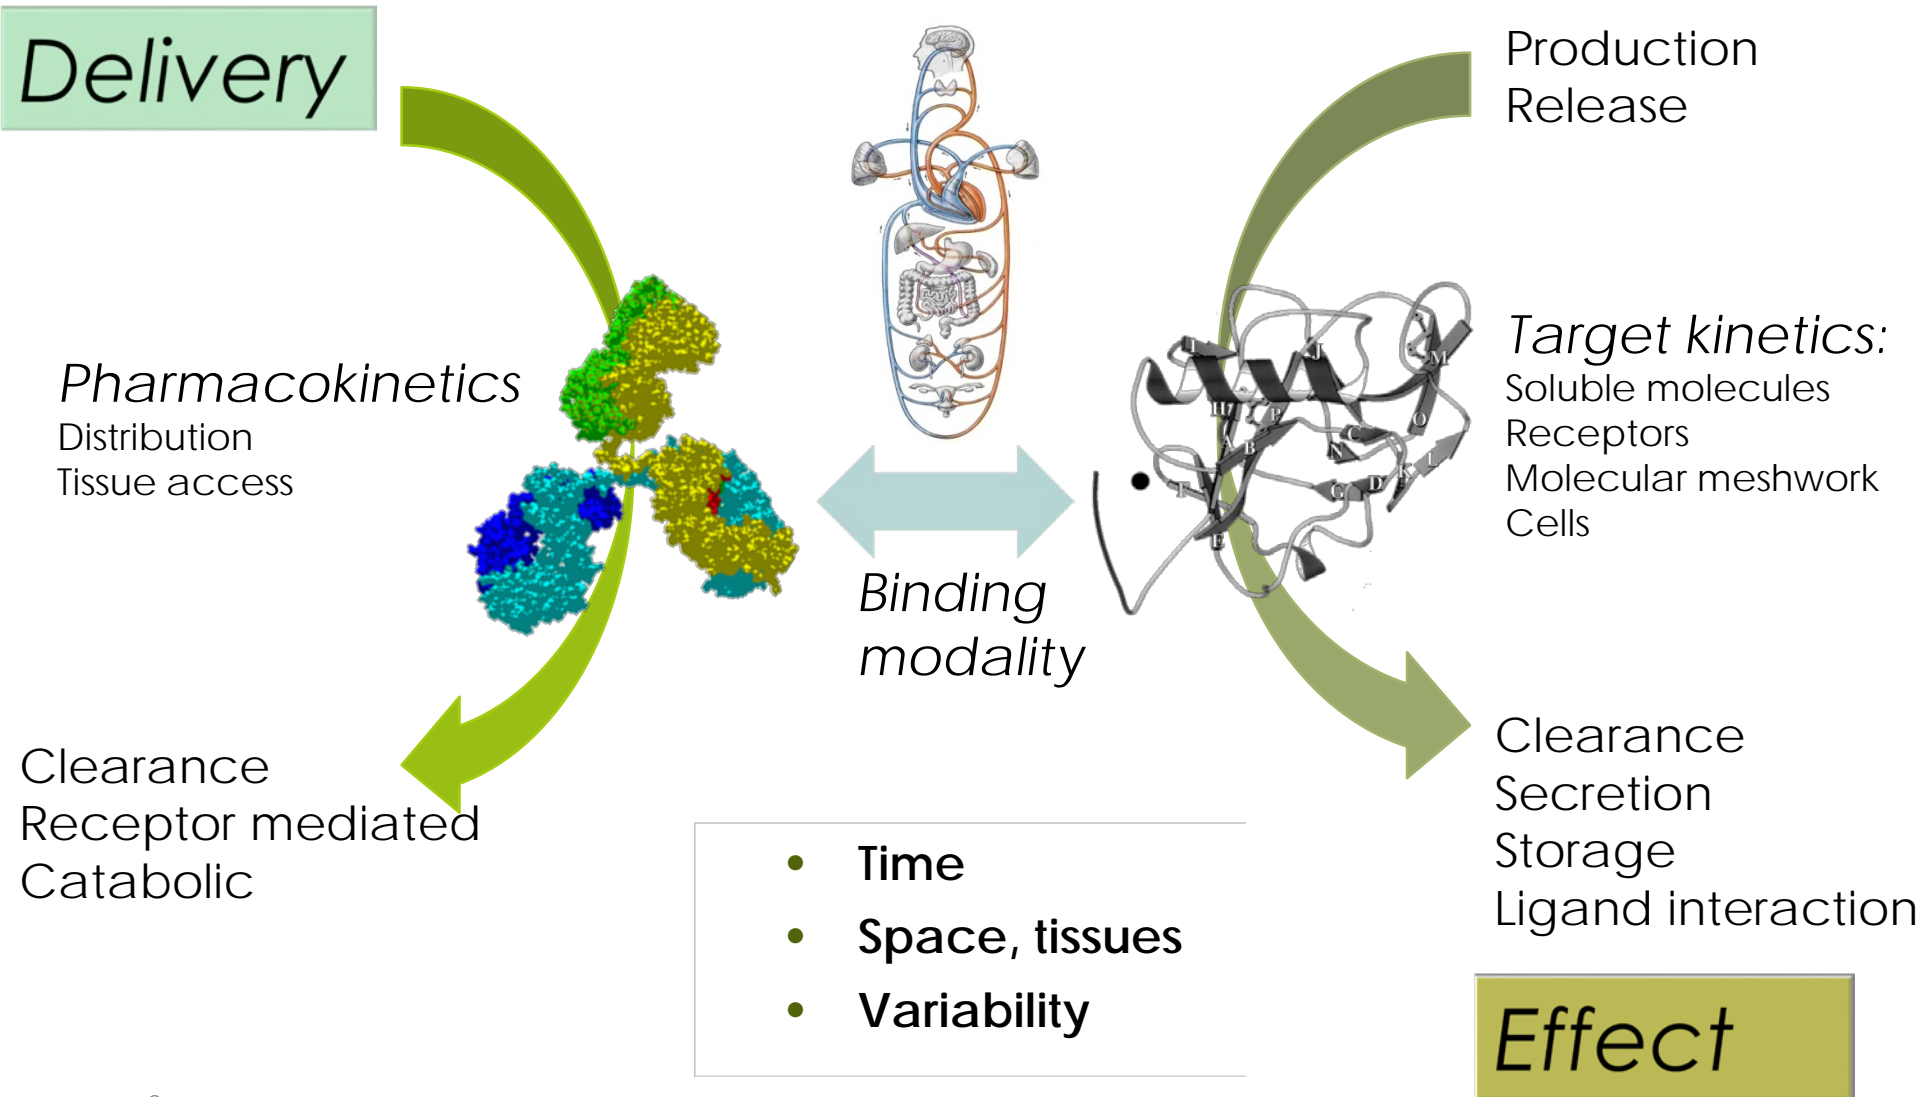 Delivery
Production
Release
Pharmacokinetics
Distribution
Tissue access
Target kinetics:
Soluble molecules
Receptors
Molecular meshwork
Cells
Binding
modality
Clearance
Receptor mediated
Catabolic
• Time
• Space, tissues
• Variability
Clearance
Secretion
Storage
Ligand interaction
Effect
I
J
M
H
P
O
A
B
C
N
L
K
F
G
D
E